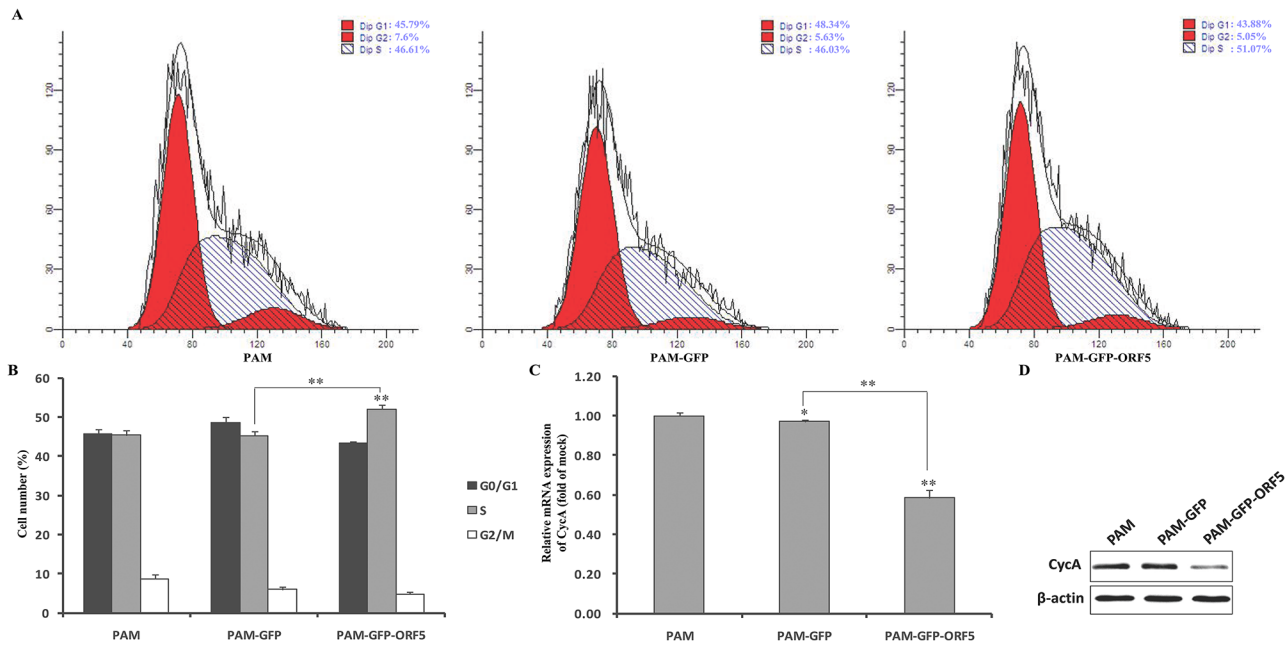 A
Dip G1: 45.79%
Dip G2: 7.6%
Dip S : 46.61%
120
90
60
30
0
0 40 80 120 160 200
PAM
Dip G1: 48.34%
Dip G2: 5.63%
Dip S : 46.03%
120
90
60
30
0
0 40 80 120 160 200
PAM-GFP
Dip G1: 43.88%
Dip G2: 5.05%
Dip S : 51.07%
120
90
60
30
0
0 40 80 120 160 200
PAM-GFP-ORF5
B
Cell number (%)
60
50
40
30
20
10
0
**
**
PAM PAM-GFP PAM-GFP-ORF5
G0/G1
S
G2/M
C
Relative mRNA expression
of CycA (fold of mock)
1.20
1.00
0.80
0.60
0.40
0.20
0.00
**
*
**
PAM PAM-GFP PAM-GFP-ORF5
D
PAM PAM-GFP PAM-GFP-ORF5
CycA
β-actin